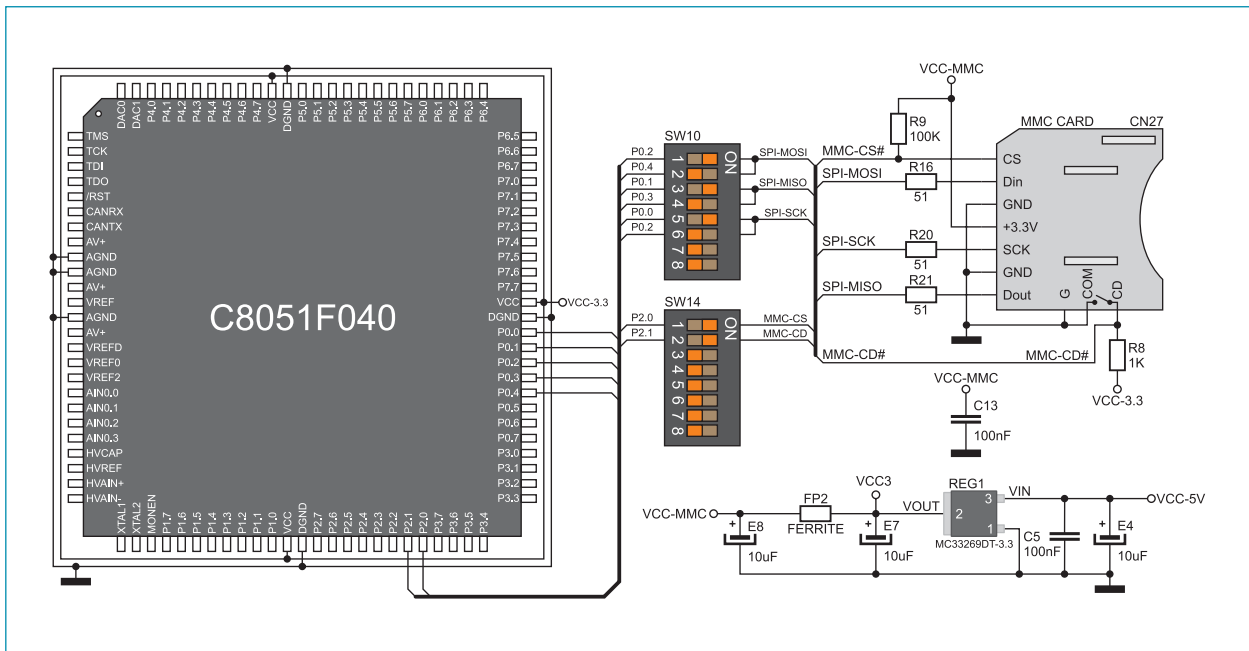 DAC0
DAC1
P4.0
P4.1
P4.2
P4.3
P4.4
P4.5
P4.6
P4.7
VCC
DGND
P5.0
P5.1
P5.2
P5.3
P5.4
P5.5
P5.6
P5.7
P6.0
P6.1
P6.2
P6.3
P6.4
TMS
TCK
TDI
TDO
/RST
CANRX
CANTX
AV+
AGND
AGND
AV+
VREF
AGND
AV+
VREFD
VREF0
VREF2
AIN0.0
AIN0.1
AIN0.2
AIN0.3
HVCAP
HVREF
HVAIN+
HVAIN-
C8051F040
P6.5
P6.6
P6.7
P7.0
P7.1
P7.2
P7.3
P7.4
P7.5
P7.6
P7.7
VCC
DGND
P0.0
P0.1
P0.2
P0.3
P0.4
P0.5
P0.6
P0.7
P3.0
P3.1
P3.2
P3.3
VCC-3.3
XTAL1
XTAL2
MONEN
P1.7
P1.6
P1.5
P1.4
P1.3
P1.2
P1.1
P1.0
VCC
DGND
P2.7
P2.6
P2.5
P2.4
P2.3
P2.2
P2.1
P2.0
P3.7
P3.6
P3.5
P3.4
SW10
P0.2
P0.4
P0.1
P0.3
P0.0
P0.2
1
2
3
4
5
6
7
8
ON
SPI-MOSI
SPI-MISO
SPI-SCK
SW14
P2.0
P2.1
1
2
3
4
5
6
7
8
ON
MMC-CS
MMC-CD
VCC-MMC
R9
100K
MMC-CS#
SPI-MOSI
R16
51
SPI-SCK
R20
51
SPI-MISO
R21
51
MMC-CD#
MMC-CD#
MMC CARD
CN27
CS
Din
GND
+3.3V
SCK
GND
Dout
G
COM
CD
R8
1K
VCC-3.3
VCC-MMC
C13
100nF
VCC-MMC
E8
10uF
FP2
FERRITE
VCC3
E7
10uF
VOUT
REG1
2
3
1
MC33269DT-3.3
VIN
C5
100nF
E4
10uF
VCC-5V